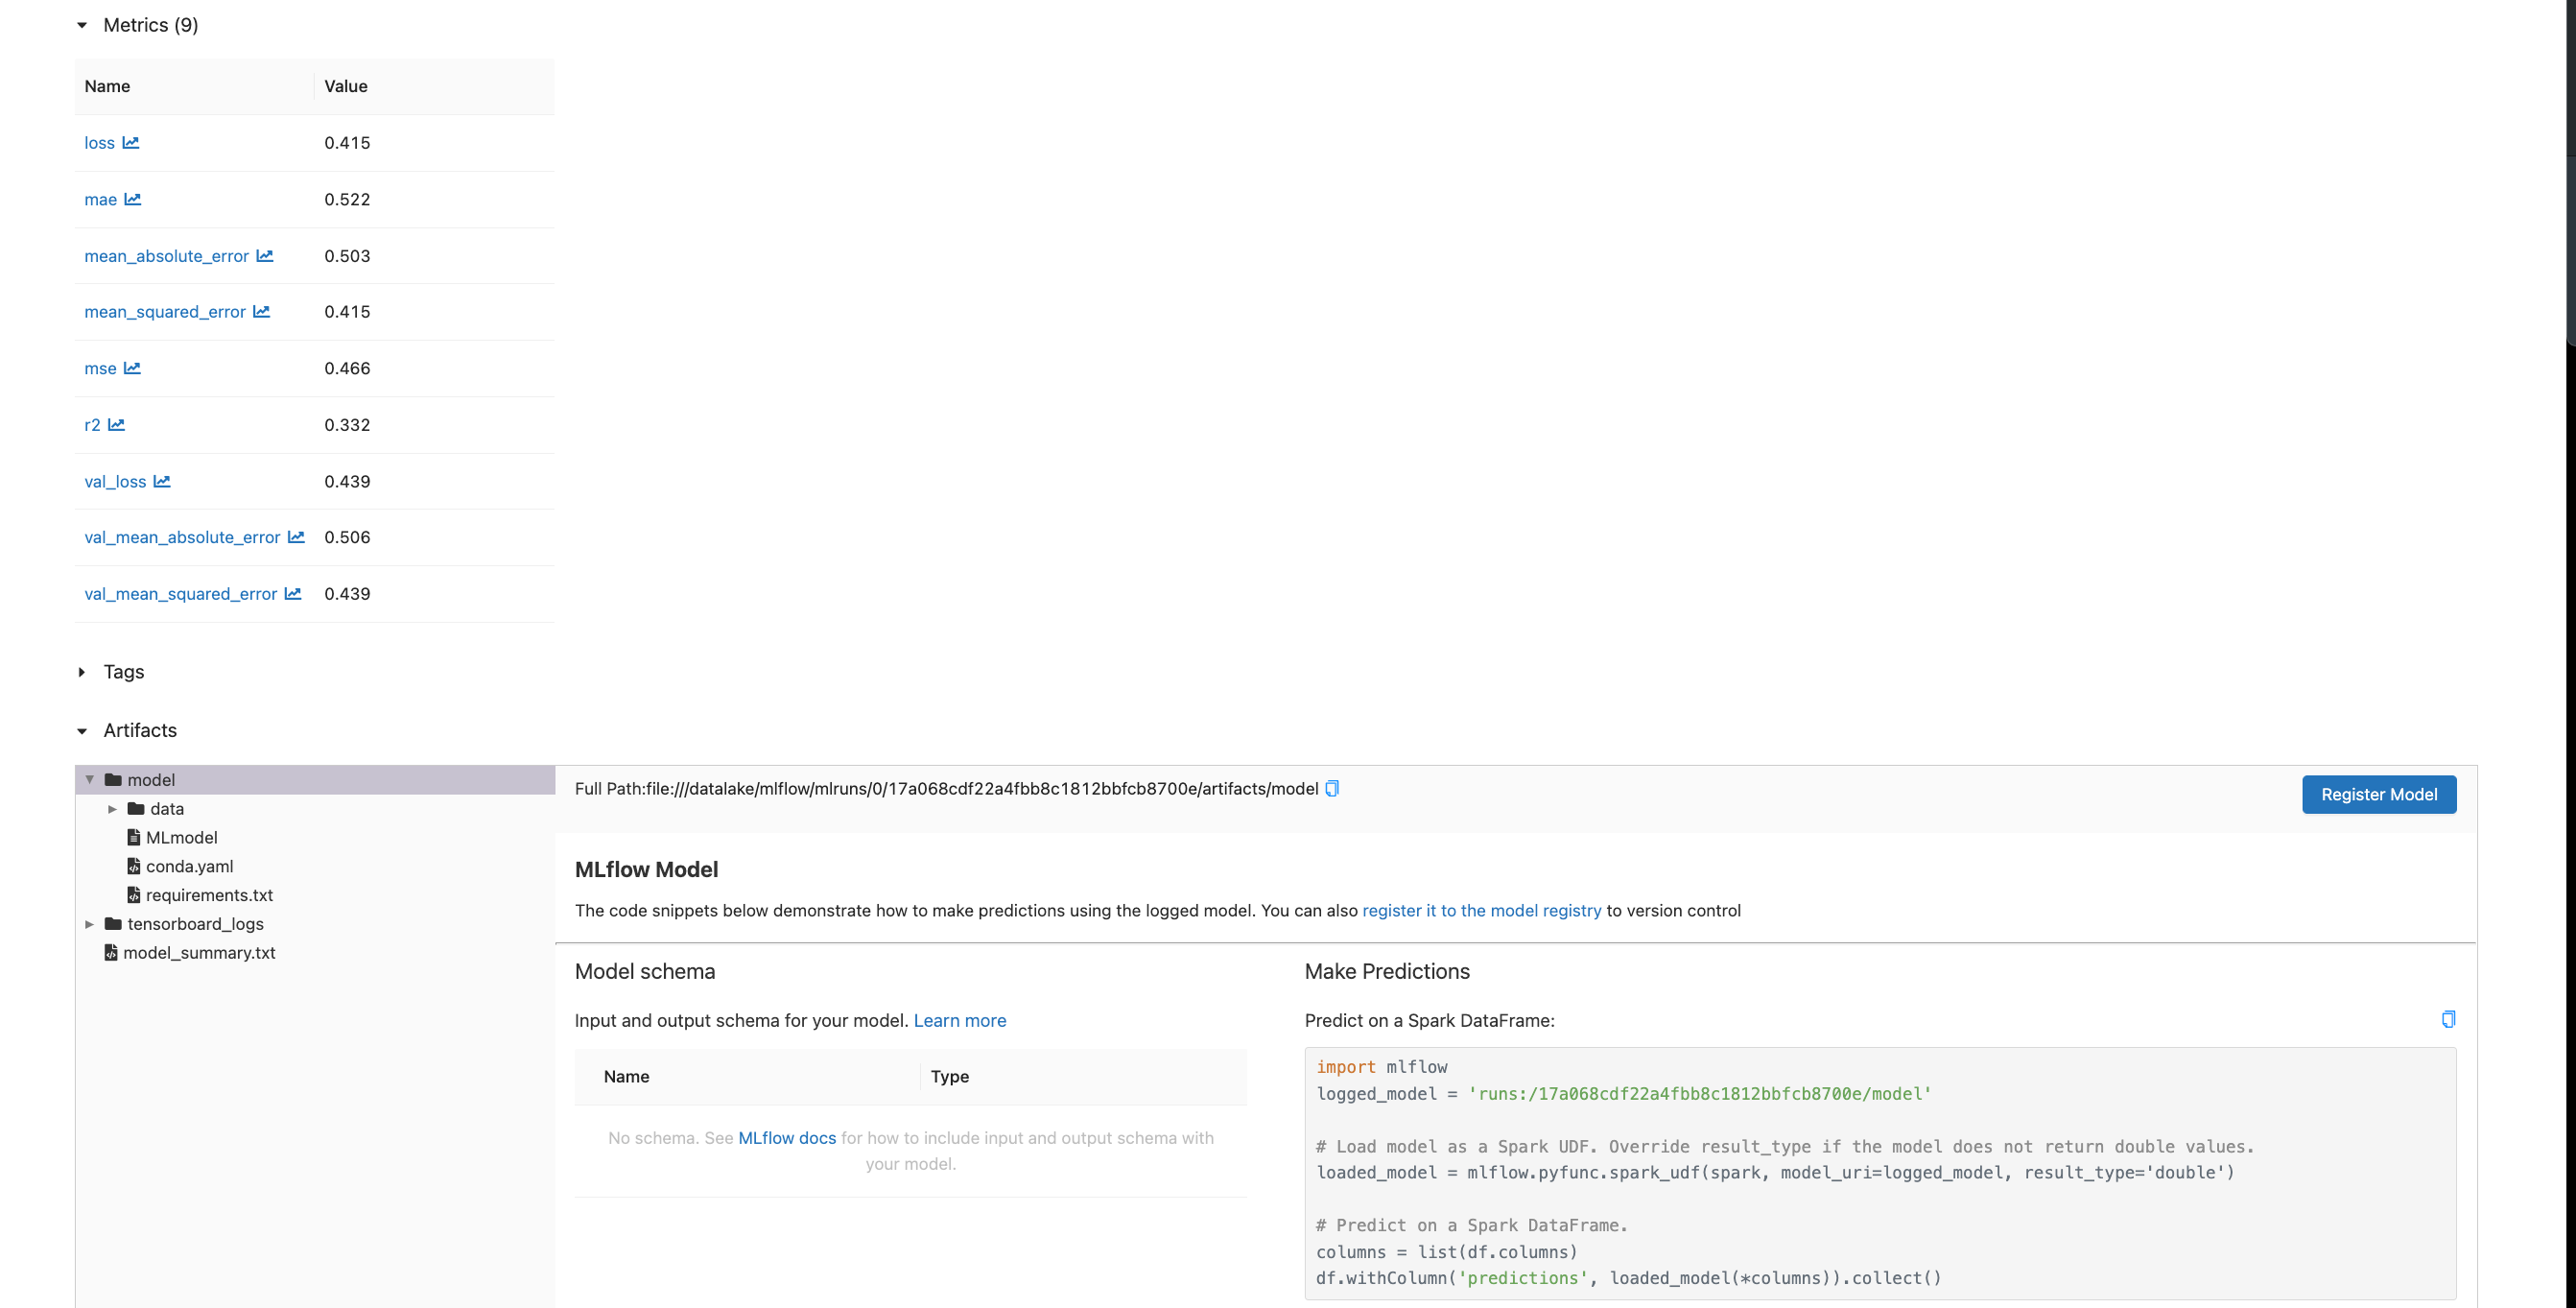 Metrics (9)
Name Value
loss 0.415
mae 0.522
mean_absolute_error 0.503
mean_squared_error 0.415
mse 0.466
r2 0.332
val_loss 0.439
val_mean_absolute_error 0.506
val_mean_squared_error 0.439
Tags
Artifacts
model
data
MLmodel
conda.yaml
requirements.txt
tensorboard_logs
model_summary.txt
Full Path:file:///datalake/mlflow/mlruns/0/17a068cdf22a4fbb8c1812bbfcb8700e/artifacts/model
Register Model
MLflow Model
The code snippets below demonstrate how to make predictions using the logged model. You can also register it to the model registry to version control
Model schema
Input and output schema for your model. Learn more
Name Type
No schema. See MLflow docs for how to include input and output schema with
your model.
Make Predictions
Predict on a Spark DataFrame:
import mlflow
logged_model = 'runs:/17a068cdf22a4fbb8c1812bbfcb8700e/model'
# Load model as a Spark UDF. Override result_type if the model does not return double values.
loaded_model = mlflow.pyfunc.spark_udf(spark, model_uri=logged_model, result_type='double')
# Predict on a Spark DataFrame.
columns = list(df.columns)
df.withColumn('predictions', loaded_model(*columns)).collect()